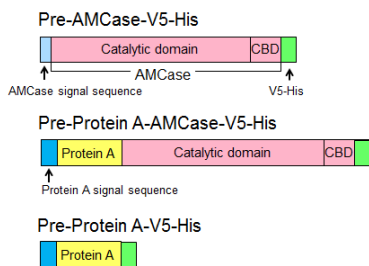 Pre-AMCase-V5-His
Catalytic domain CBD
AMCase
AMCase signal sequence V5-His
Pre-Protein A-AMCase-V5-His
Protein A Catalytic domain CBD
Protein A signal sequence
Pre-Protein A-V5-His
Protein A